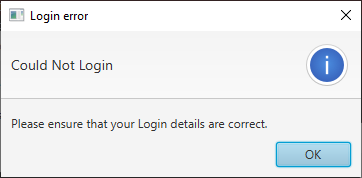 Login error
Could Not Login
i
Please ensure that your Login details are correct.
OK